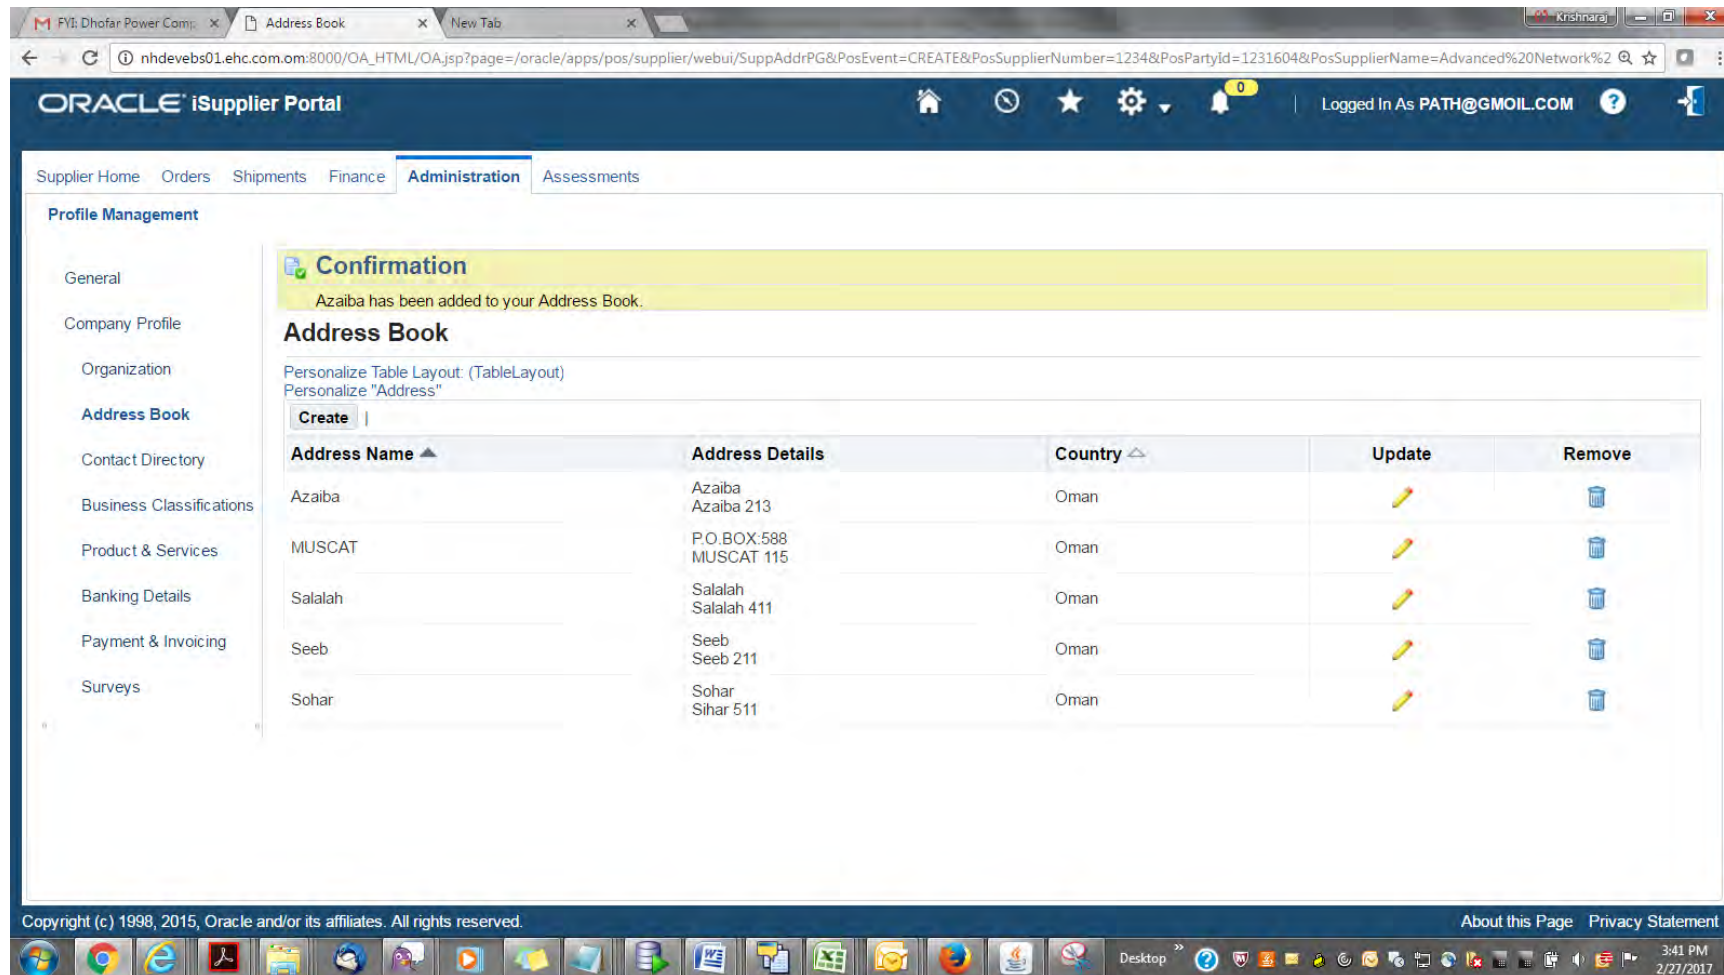 FYI: Dhofar Power Com
Address Book
New Tab
Krishnaraj
nhdevebs01.ehc.com.om:8000/OA_HTML/OA.jsp?page=/oracle/apps/pos/supplier/webui/SuppAddrPG&PosEvent=CREATE&PosSupplierNumber=1234&PosPartyId=1231604&PosSupplierName=Advanced%20Network%2
ORACLE iSupplier Portal
0
Logged In As PATH@GMOIL.COM
Supplier Home Orders Shipments Finance Administration Assessments
Profile Management
General
Company Profile
Organization
Address Book
Contact Directory
Business Classifications
Product & Services
Banking Details
Payment & Invoicing
Surveys
Confirmation
Azaiba has been added to your Address Book.
Address Book
Personalize Table Layout: (TableLayout)
Personalize "Address"
Create |
Address Name Address Details Country Update Remove
Azaiba Azaiba Oman
Azaiba 213
MUSCAT P.O.BOX:588 Oman
MUSCAT 115
Salalah Salalah Oman
Salalah 411
Seeb Seeb Oman
Seeb 211
Sohar Sohar Oman
Sihar 511
Copyright (c) 1998, 2015, Oracle and/or its affiliates. All rights reserved.
About this Page Privacy Statement
Desktop
3:41 PM
2/27/2017